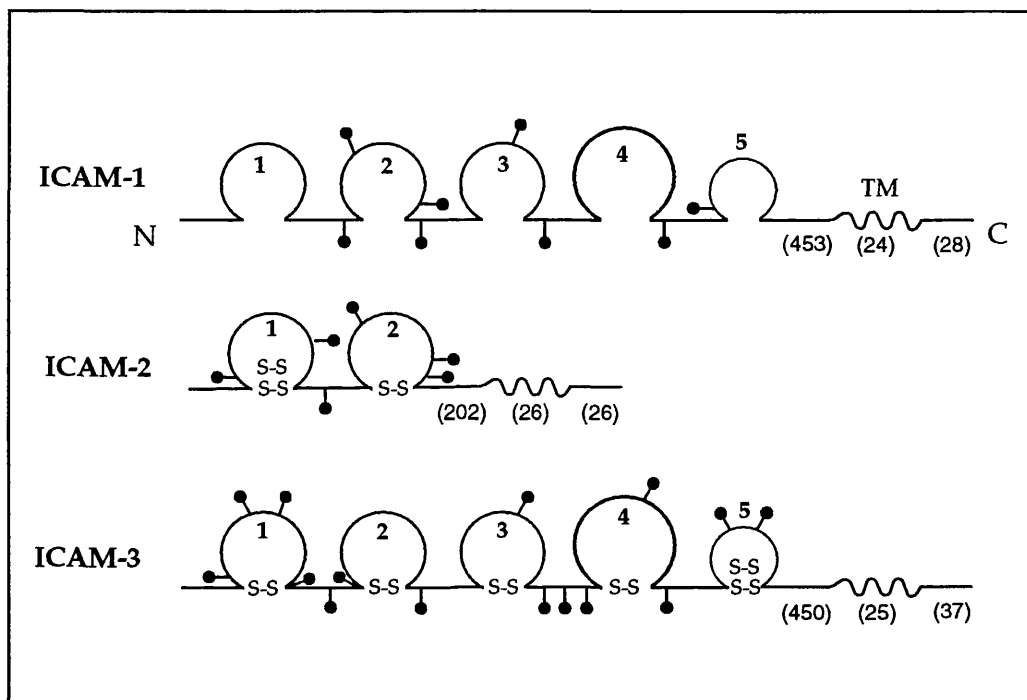 1 2 3 4 5
ICAM-1 TM
N C
(453) (24) (28)
1 2
ICAM-2 S-S
S-S S-S
(202) (26) (26)
1 2 3 4 5
ICAM-3 S-S
S-S S-S S-S S-S S-S
(450) (25) (37)